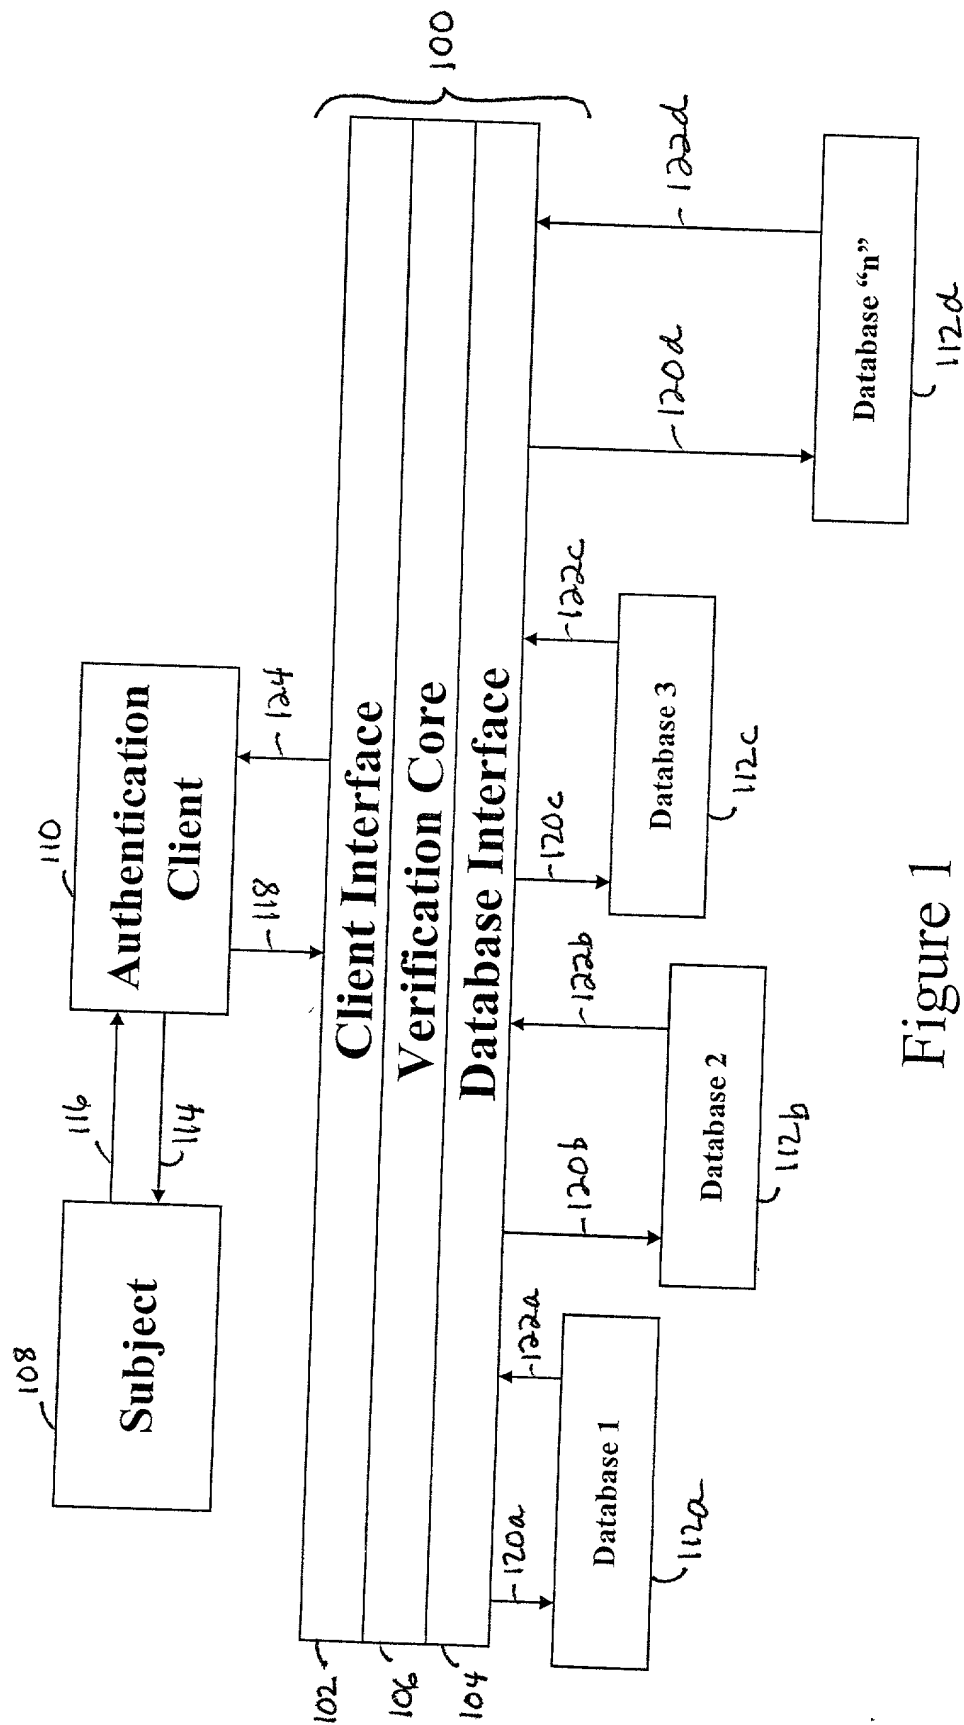 100
110
108
116
114
Authentication
Client
Subject
118
124
Client Interface
Verification Core
Database Interface
102
106
104
120a
122a
120b
122b
120c
122c
120d
122d
Database 1
Database 2
Database 3
Database “n”
112a
112b
112c
112d
Figure 1